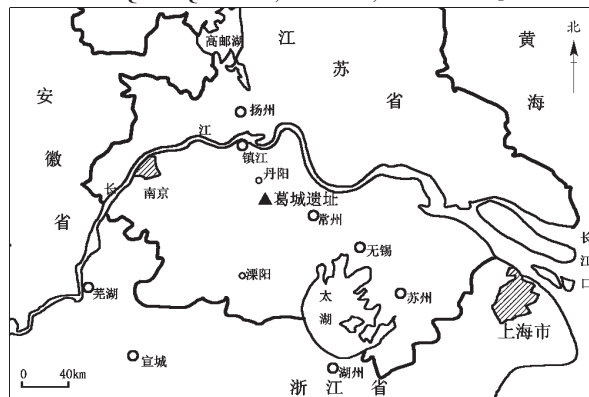 高邮湖
江苏省
黄海
北
安徽省
扬州
长江
镇江
丹阳
南京
葛城遗址
常州
无锡
溧阳
太湖
苏州
长江口
上海市
芜湖
宣城
湖州
浙江省
0 40km